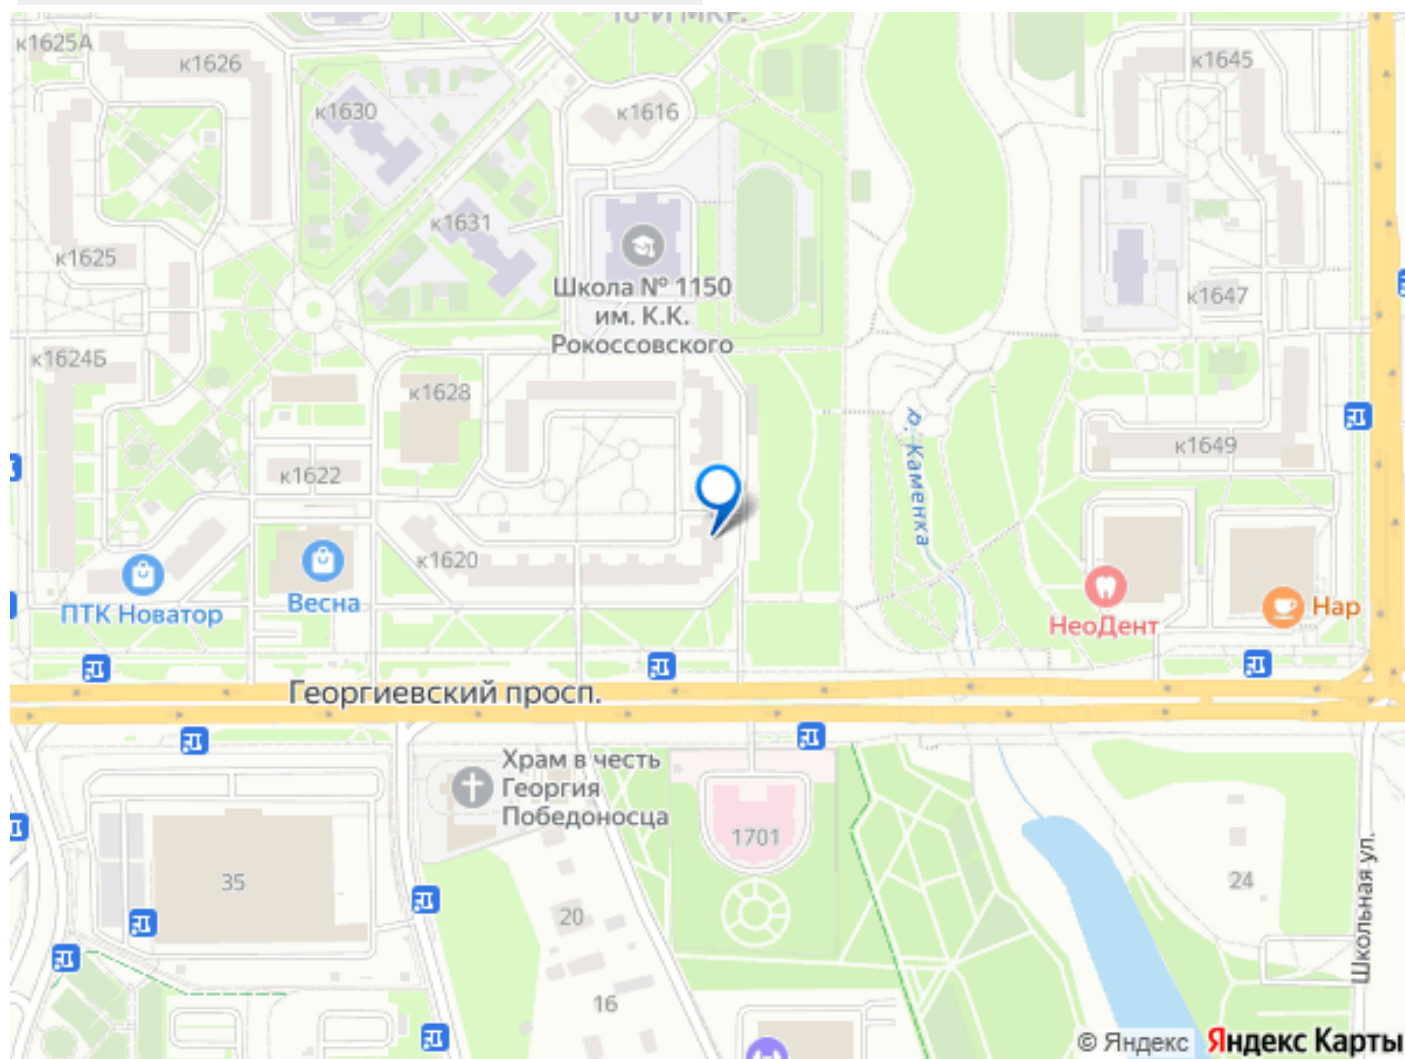 16-й мкр.
к1625А
к1626
к1645
к1630
к1616
к1631
к1625
Школа № 1150
им. К.К.
Рокоссовского
к1647
к1624Б
к1628
р. Каменка
к1649
к1622
к1620
ПТК Новатор
Весна
НеоДент
Нар
Георгиевский просп.
Храм в честь
Георгия
Победоносца
1701
35
24
20
Школьная ул.
16
© Яндекс Яндекс Карты